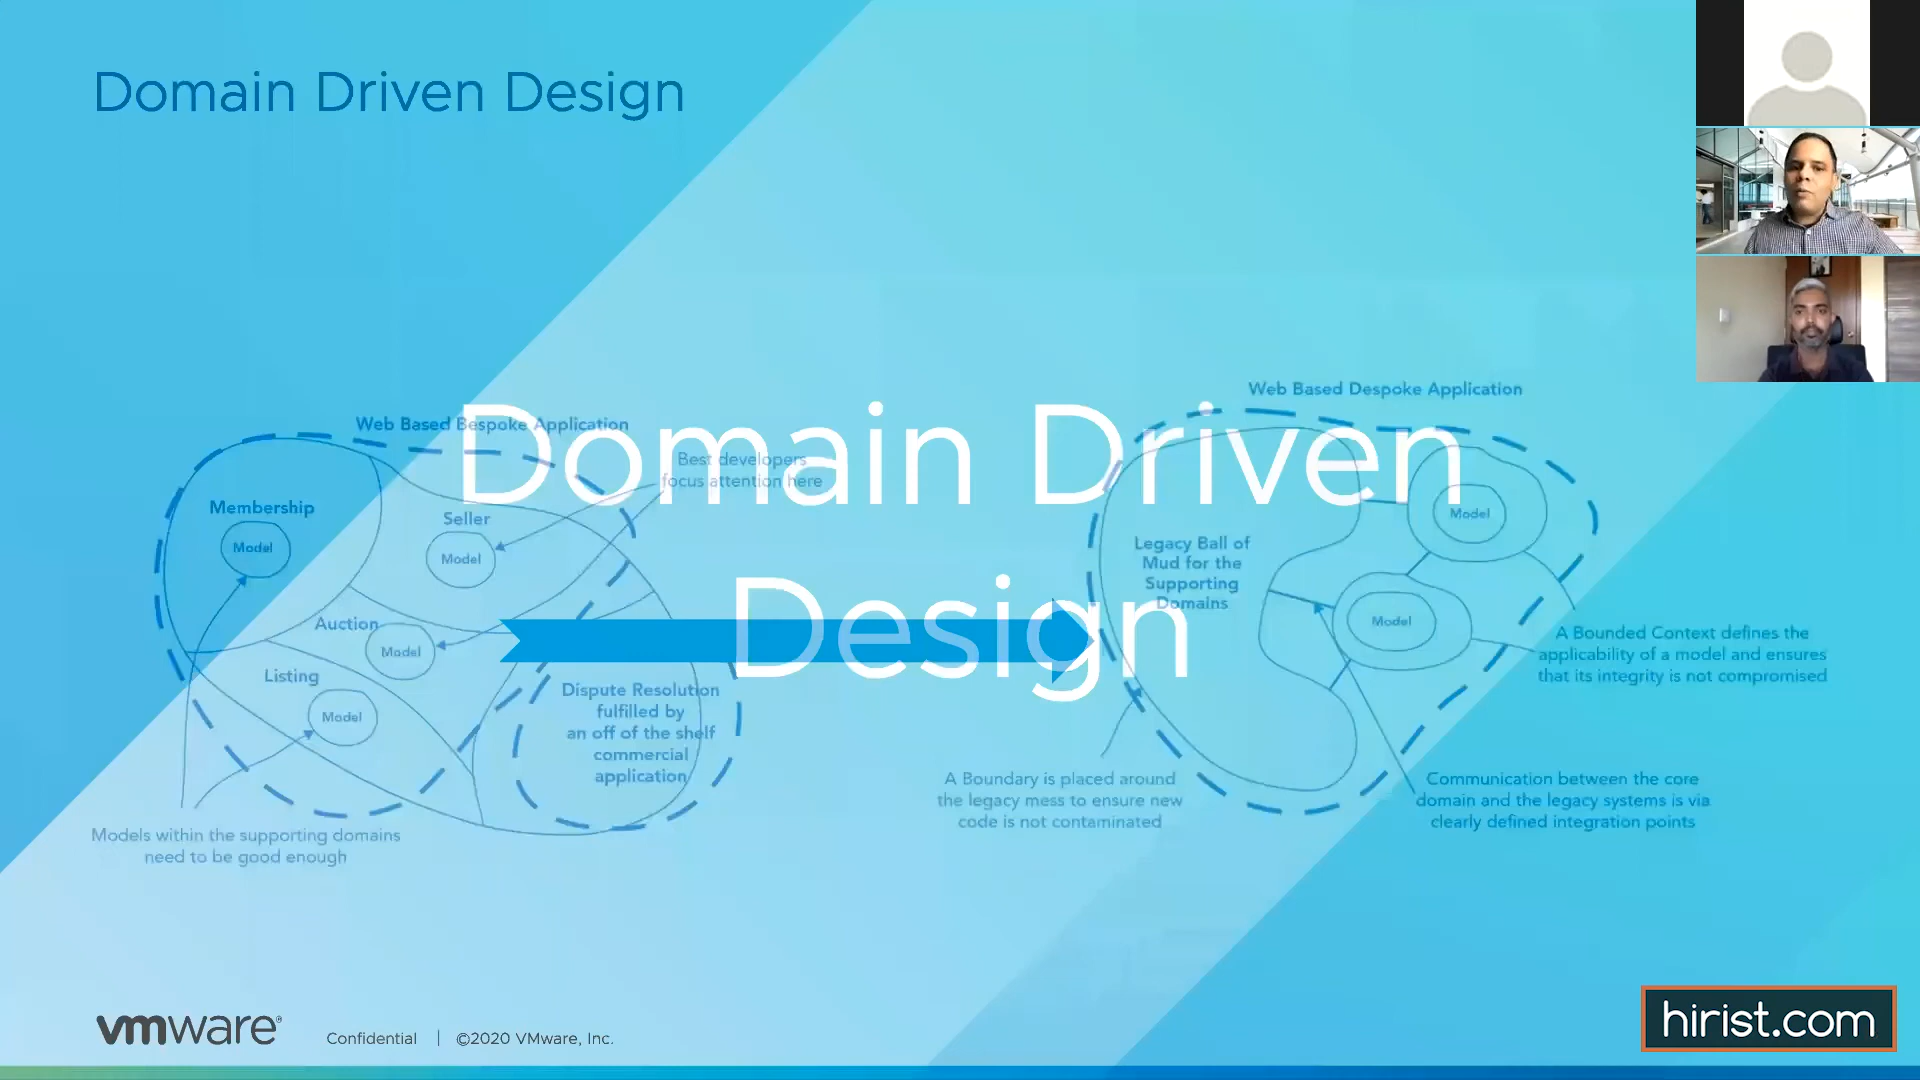 Domain Driven Design
Domain Driven
Design
Web Based Bespoke Application
Best developers
focus attention here
Membership
Model
Seller
Model
Auction
Model
Listing
Model
Dispute Resolution
fulfilled by
an off of the shelf
commercial
application
Models within the supporting domains
need to be good enough
Web Based Despoke Application
Legacy Ball of
Mud for the
Supporting
Domains
Model
Model
A Bounded Context defines the
applicability of a model and ensures
that its integrity is not compromised
A Boundary is placed around
the legacy mess to ensure new
code is not contaminated
Communication between the core
domain and the legacy systems is via
clearly defined integration points
vmware®
Confidential | ©2020 VMware, Inc.
hirist.com